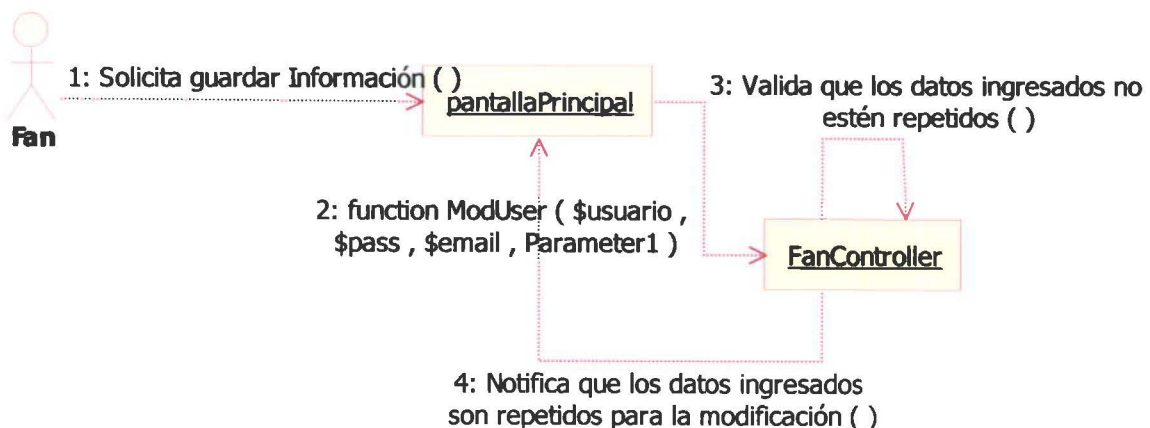 1: Solicita guardar Información ( )
Fan
pantallaPrincipal
3: Valida que los datos ingresados no
estén repetidos ( )
2: function ModUser ( $usuario ,
$pass , $email , Parameter1 )
FanController
4: Notifica que los datos ingresados
son repetidos para la modificación ( )